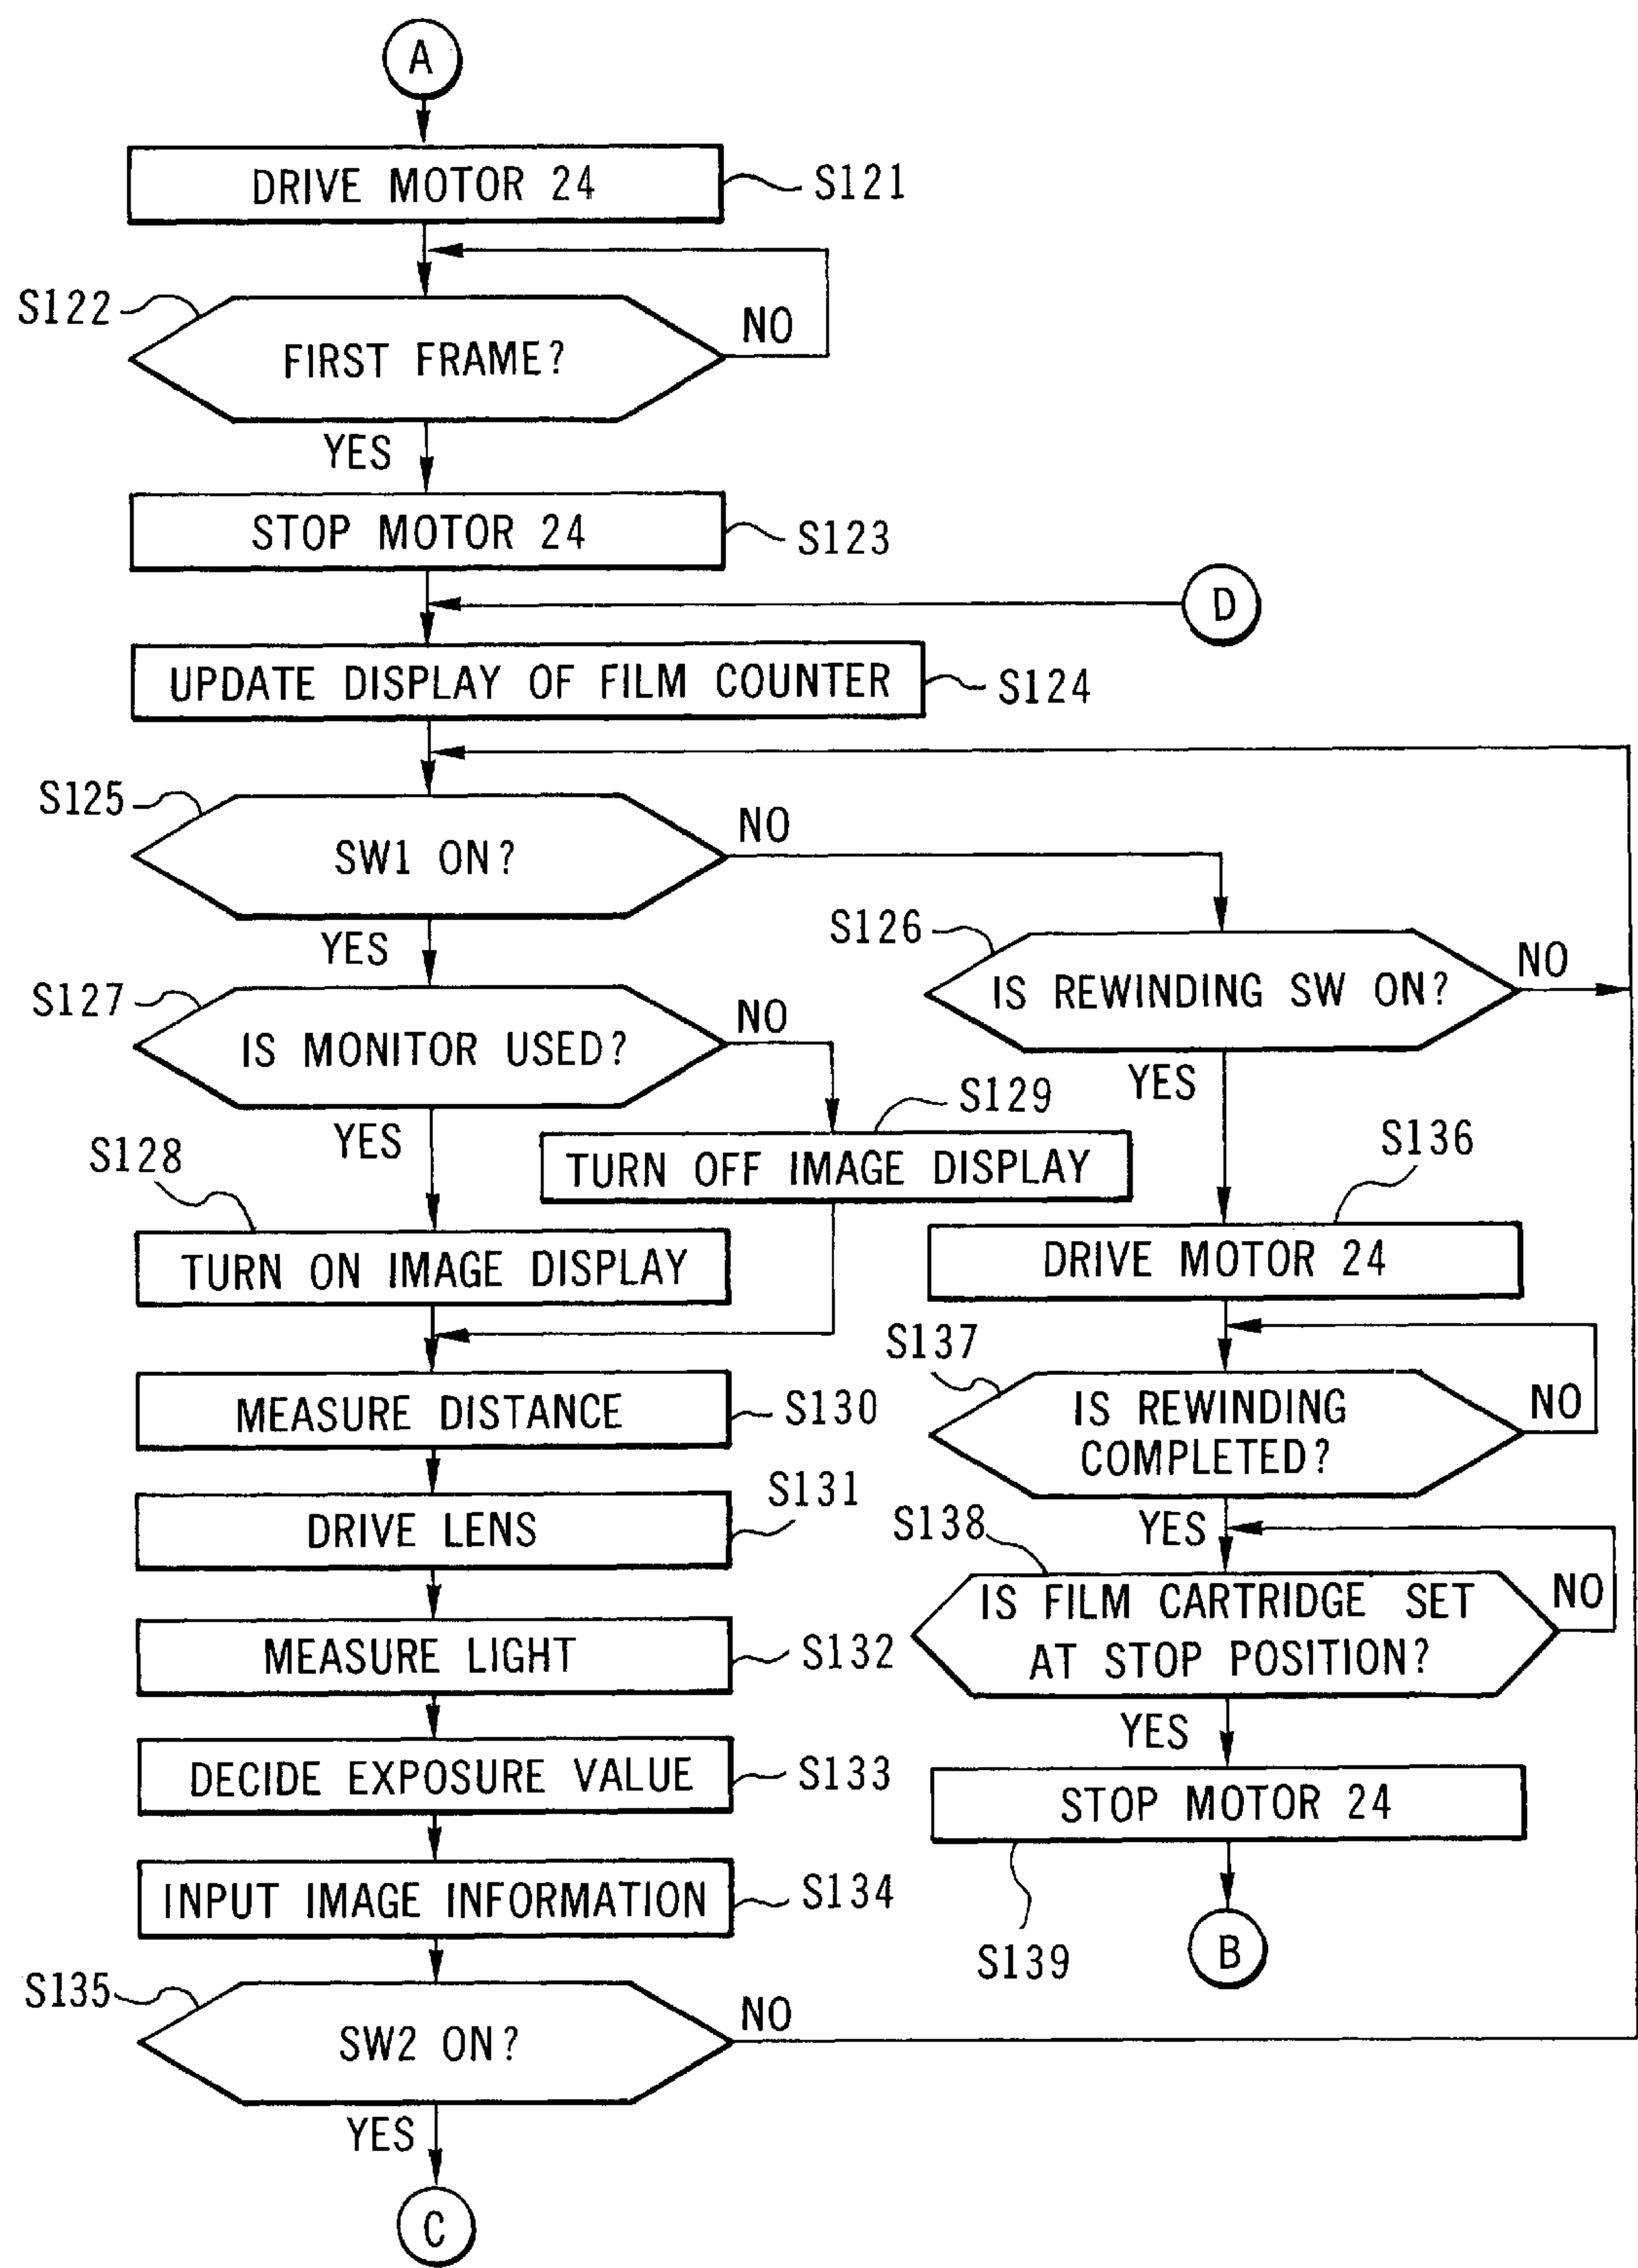 A
DRIVE MOTOR 24
S121
S122
FIRST FRAME?
NO
YES
STOP MOTOR 24
S123
D
UPDATE DISPLAY OF FILM COUNTER
S124
S125
SW1 ON?
NO
YES
S126
IS REWINDING SW ON?
NO
YES
S127
IS MONITOR USED?
NO
YES
S129
TURN OFF IMAGE DISPLAY
S128
TURN ON IMAGE DISPLAY
S136
DRIVE MOTOR 24
MEASURE DISTANCE
S130
S137
IS REWINDING
COMPLETED?
NO
YES
DRIVE LENS
S131
S138
IS FILM CARTRIDGE SET
AT STOP POSITION?
NO
YES
MEASURE LIGHT
S132
DECIDE EXPOSURE VALUE
S133
STOP MOTOR 24
S139
B
INPUT IMAGE INFORMATION
S134
S135
SW2 ON?
NO
YES
C